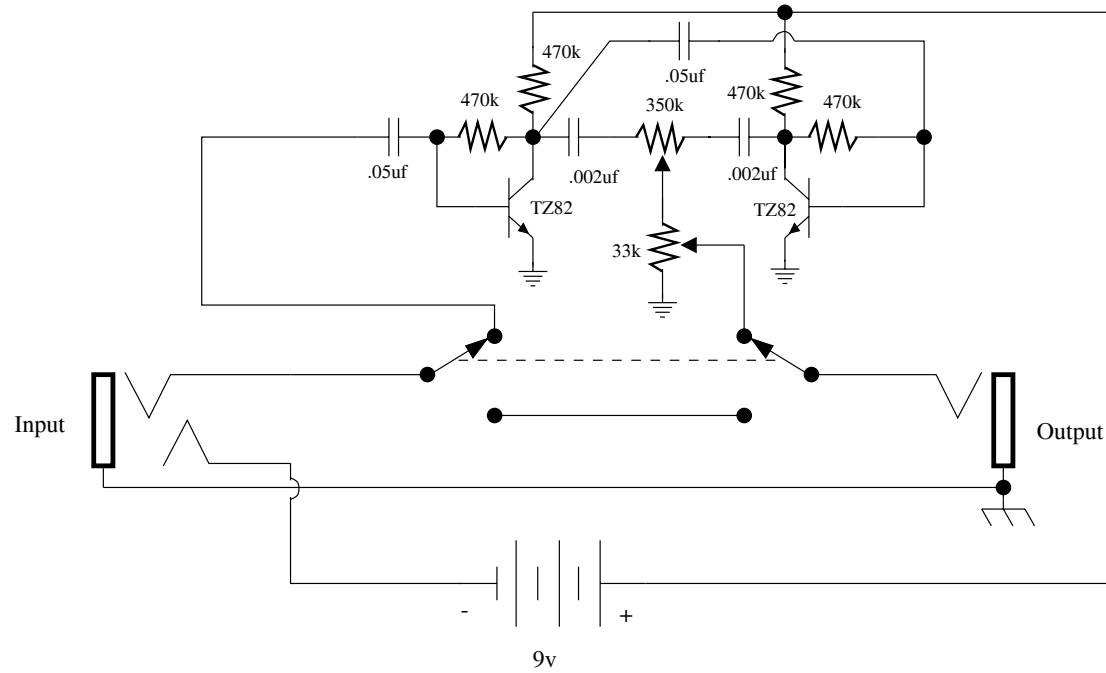 470k
.05uf
470k
350k
470k
470k
.05uf
.002uf
.002uf
TZ82
TZ82
33k
Input
Output
-
+
9v